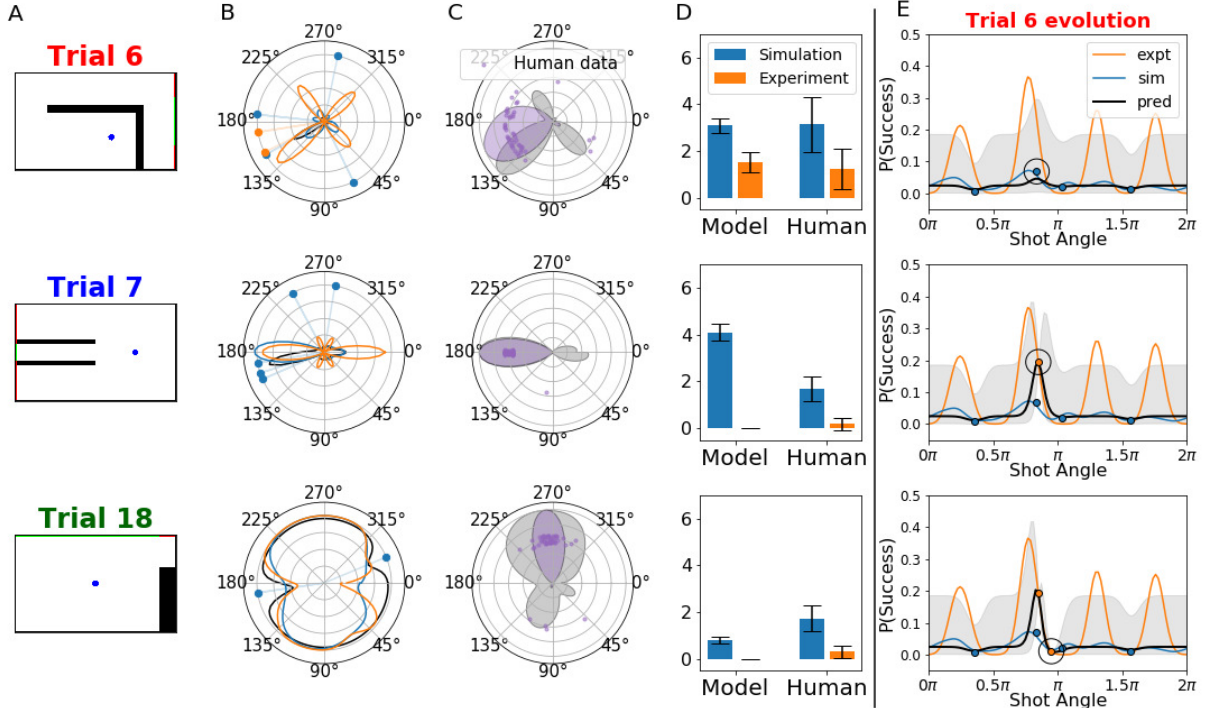 A
B
C
D
E
Trial 6
270°
225°
315°
180°
0°
135°
45°
90°
270°
225°
315°
Human data
180°
0°
135°
45°
90°
6
4
2
0
Simulation
Experiment
Model Human
Trial 6 evolution
P(Success)
0.5
0.4
0.3
0.2
0.1
0.0
expt
sim
pred
0π 0.5π π 1.5π 2π
Shot Angle
Trial 7
270°
225°
315°
180°
0°
135°
45°
90°
270°
225°
315°
180°
0°
135°
45°
90°
6
4
2
0
Model Human
P(Success)
0.5
0.4
0.3
0.2
0.1
0.0
0π 0.5π π 1.5π 2π
Shot Angle
Trial 18
270°
225°
315°
180°
0°
135°
45°
90°
270°
225°
315°
180°
0°
135°
45°
90°
6
4
2
0
Model Human
P(Success)
0.5
0.4
0.3
0.2
0.1
0.0
0π 0.5π π 1.5π 2π
Shot Angle